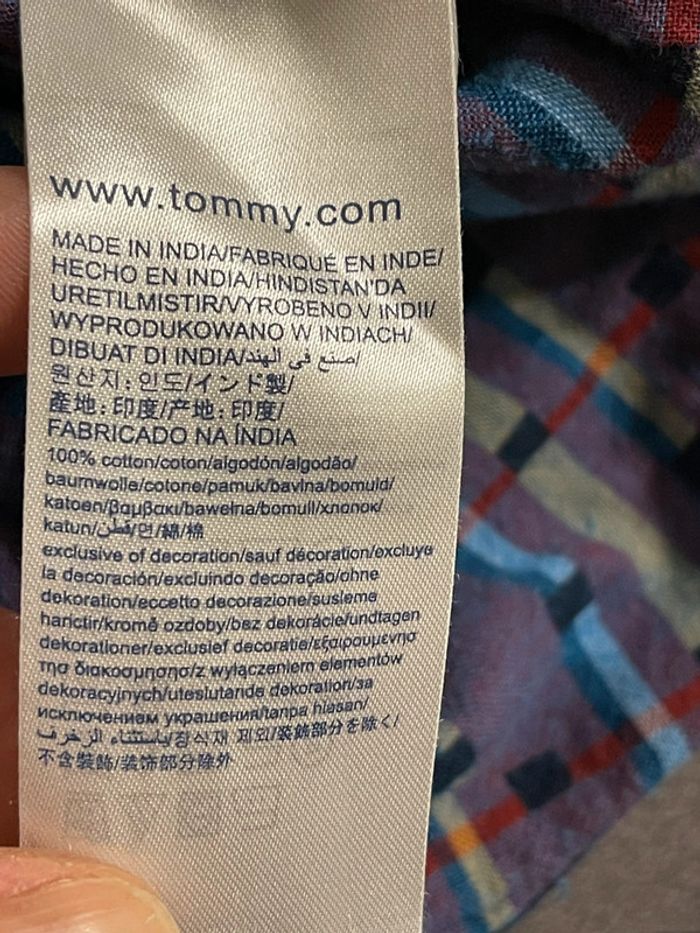 www.tommy.com
MADE IN INDIA/FABRIQUÉ EN INDE/
HECHO EN INDIA/HINDISTAN'DA
URETILMISTIR/VYROBENO V INDII/
WYPRODUKOWANO W INDIACH/
DIBUAT DI INDIA/صنع في الهند/
원산지:인도/インド製/
產地:印度/产地:印度/
FABRICADO NA ÍNDIA
100% cotton/coton/algodón/algodão/
baumwolle/cotone/pamuk/bavlna/bomuld/
katoen/βαμβακι/bawełna/bomull/хлопок/
katun/قطن/면/綿/棉
exclusive of decoration/sauf décoration/excluye
la decoración/excluindo decoração/ohne
dekoration/eccetto decorazione/susleme
harictir/kromě ozdoby/bez dekorácie/undtagen
dekorationer/exclusief decoratie/εξαιρουμενησ
τησ διακοσμησησ/z wyłączeniem elementów
dekoracyjnych/uteslutande dekoration/за
исключением украшения/tanpa hiasan/
باستثناء الزخرف/장식재 제외/装飾部分を除く/
不含裝飾/装饰部分除外